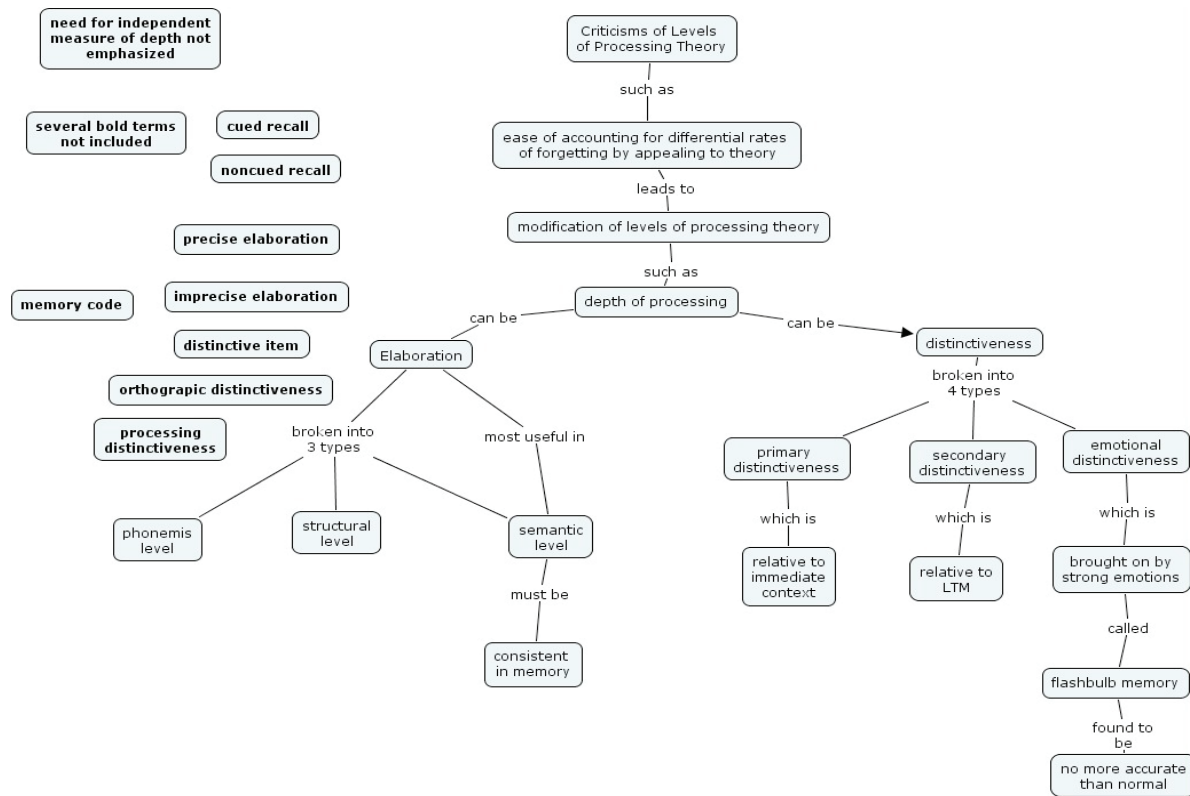 need for independent
measure of depth not
emphasized
several bold terms
not included
cued recall
noncued recall
precise elaboration
memory code
imprecise elaboration
distinctive item
orthograpic distinctiveness
processing
distinctiveness
Criticisms of Levels
of Processing Theory
such as
ease of accounting for differential rates
of forgetting by appealing to theory
leads to
modification of levels of processing theory
such as
depth of processing
can be
can be
Elaboration
distinctiveness
broken into
3 types
most useful in
phonemis
level
structural
level
semantic
level
must be
consistent
in memory
broken into
4 types
primary
distinctiveness
which is
relative to
immediate
context
secondary
distinctiveness
which is
relative to
LTM
emotional
distinctiveness
which is
brought on by
strong emotions
called
flashbulb memory
found to
be
no more accurate
than normal